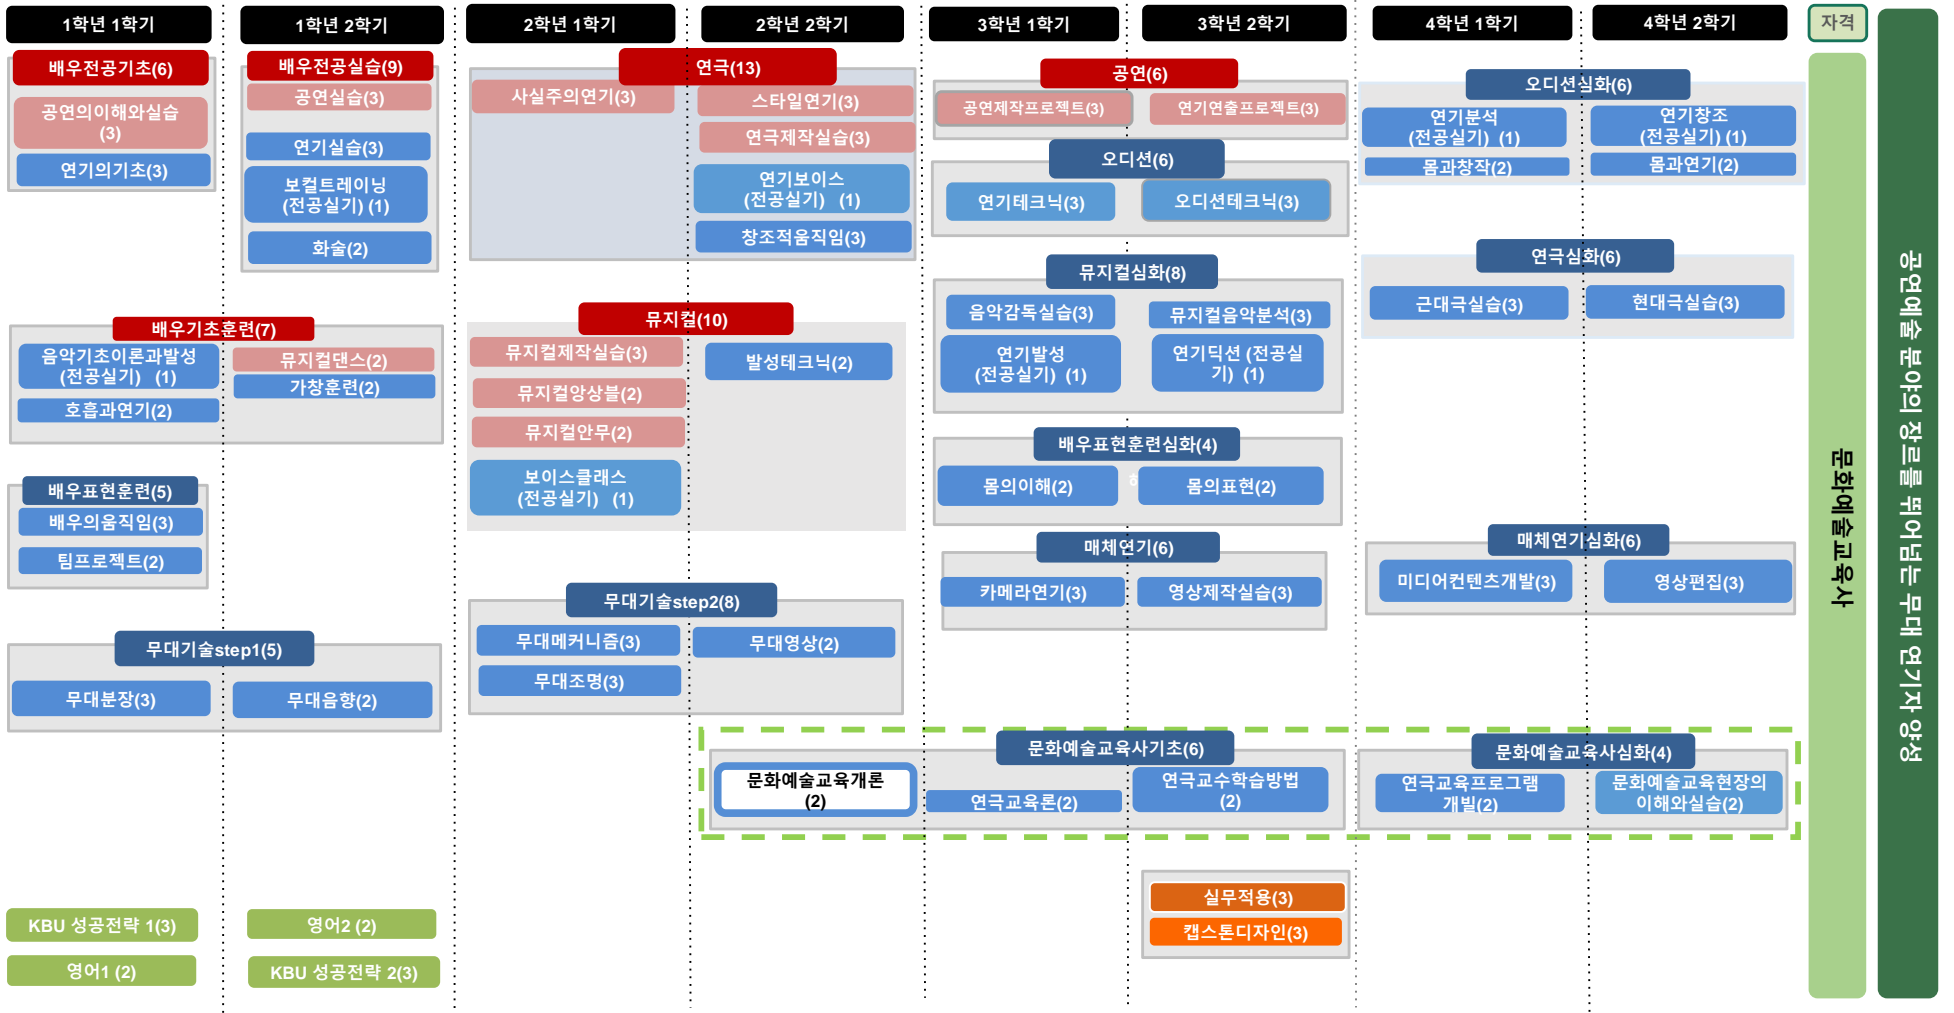 1학년 1학기
1학년 2학기
2학년 1학기
2학년 2학기
3학년 1학기
3학년 2학기
4학년 1학기
4학년 2학기
자격
배우전공기초(6)
공연의이해와실습
(3)
연기의기초(3)
배우전공실습(9)
공연실습(3)
연기실습(3)
보컬트레이닝
(전공실기) (1)
화술(2)
연극(13)
사실주의연기(3)
스타일연기(3)
연극제작실습(3)
연기보이스
(전공실기) (1)
창조적움직임(3)
공연(6)
공연제작프로젝트(3)
연기연출프로젝트(3)
오디션(6)
연기테크닉(3)
오디션테크닉(3)
오디션심화(6)
연기분석
(전공실기) (1)
연기창조
(전공실기) (1)
몸과창작(2)
몸과연기(2)
연극심화(6)
근대극실습(3)
현대극실습(3)
배우기초훈련(7)
음악기초이론과발성
(전공실기) (1)
뮤지컬댄스(2)
가창훈련(2)
호흡과연기(2)
뮤지컬(10)
뮤지컬제작실습(3)
발성테크닉(2)
뮤지컬앙상블(2)
뮤지컬안무(2)
보이스클래스
(전공실기) (1)
뮤지컬심화(8)
음악감독실습(3)
뮤지컬음악분석(3)
연기발성
(전공실기) (1)
연기딕션 (전공실
기) (1)
배우표현훈련심화(4)
몸의이해(2)
몸의표현(2)
배우표현훈련(5)
배우의움직임(3)
팀프로젝트(2)
매체연기(6)
카메라연기(3)
영상제작실습(3)
매체연기심화(6)
미디어컨텐츠개발(3)
영상편집(3)
무대기술step1(5)
무대분장(3)
무대음향(2)
무대기술step2(8)
무대메커니즘(3)
무대영상(2)
무대조명(3)
문화예술교육사기초(6)
문화예술교육개론
(2)
연극교육론(2)
연극교수학습방법
(2)
문화예술교육사심화(4)
연극교육프로그램
개빌(2)
문화예술교육현장의
이해와실습(2)
실무적용(3)
캡스톤디자인(3)
KBU 성공전략 1(3)
영어1 (2)
영어2 (2)
KBU 성공전략 2(3)
문화예술교육사
공연예술 분야의 장르를 뛰어넘는 무대 연기자 양성